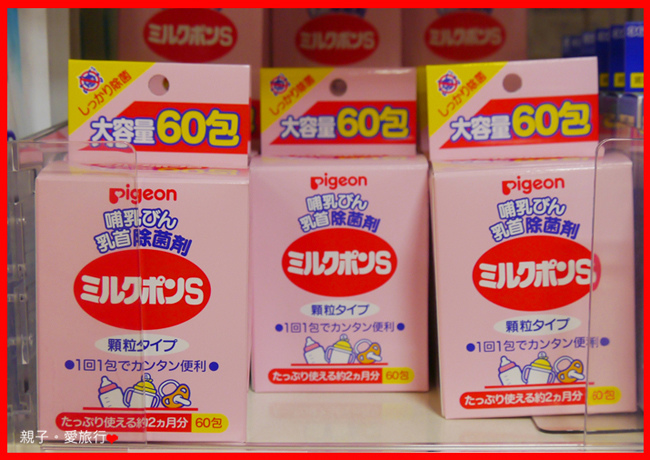 ミルクポンS
ミルクポンS
しっかり除菌
大容量60包
Pigeon
哺乳びん
乳首除菌剤
ミルクポンS
顆粒タイプ
●1回1包でカンタン便利●
たっぷり使える約2ヵ月分 60包
しっかり除菌
大容量60包
Pigeon
哺乳びん
乳首除菌剤
ミルクポンS
顆粒タイプ
●1回1包でカンタン便利●
たっぷり使える約2ヵ月分 60包
しっかり除菌
大容量60包
Pigeon
哺乳びん
乳首除菌剤
ミルクポンS
顆粒タイプ
●1回1包でカンタン便利●
たっぷり使える約2ヵ月分 60包
親子・愛旅行❤